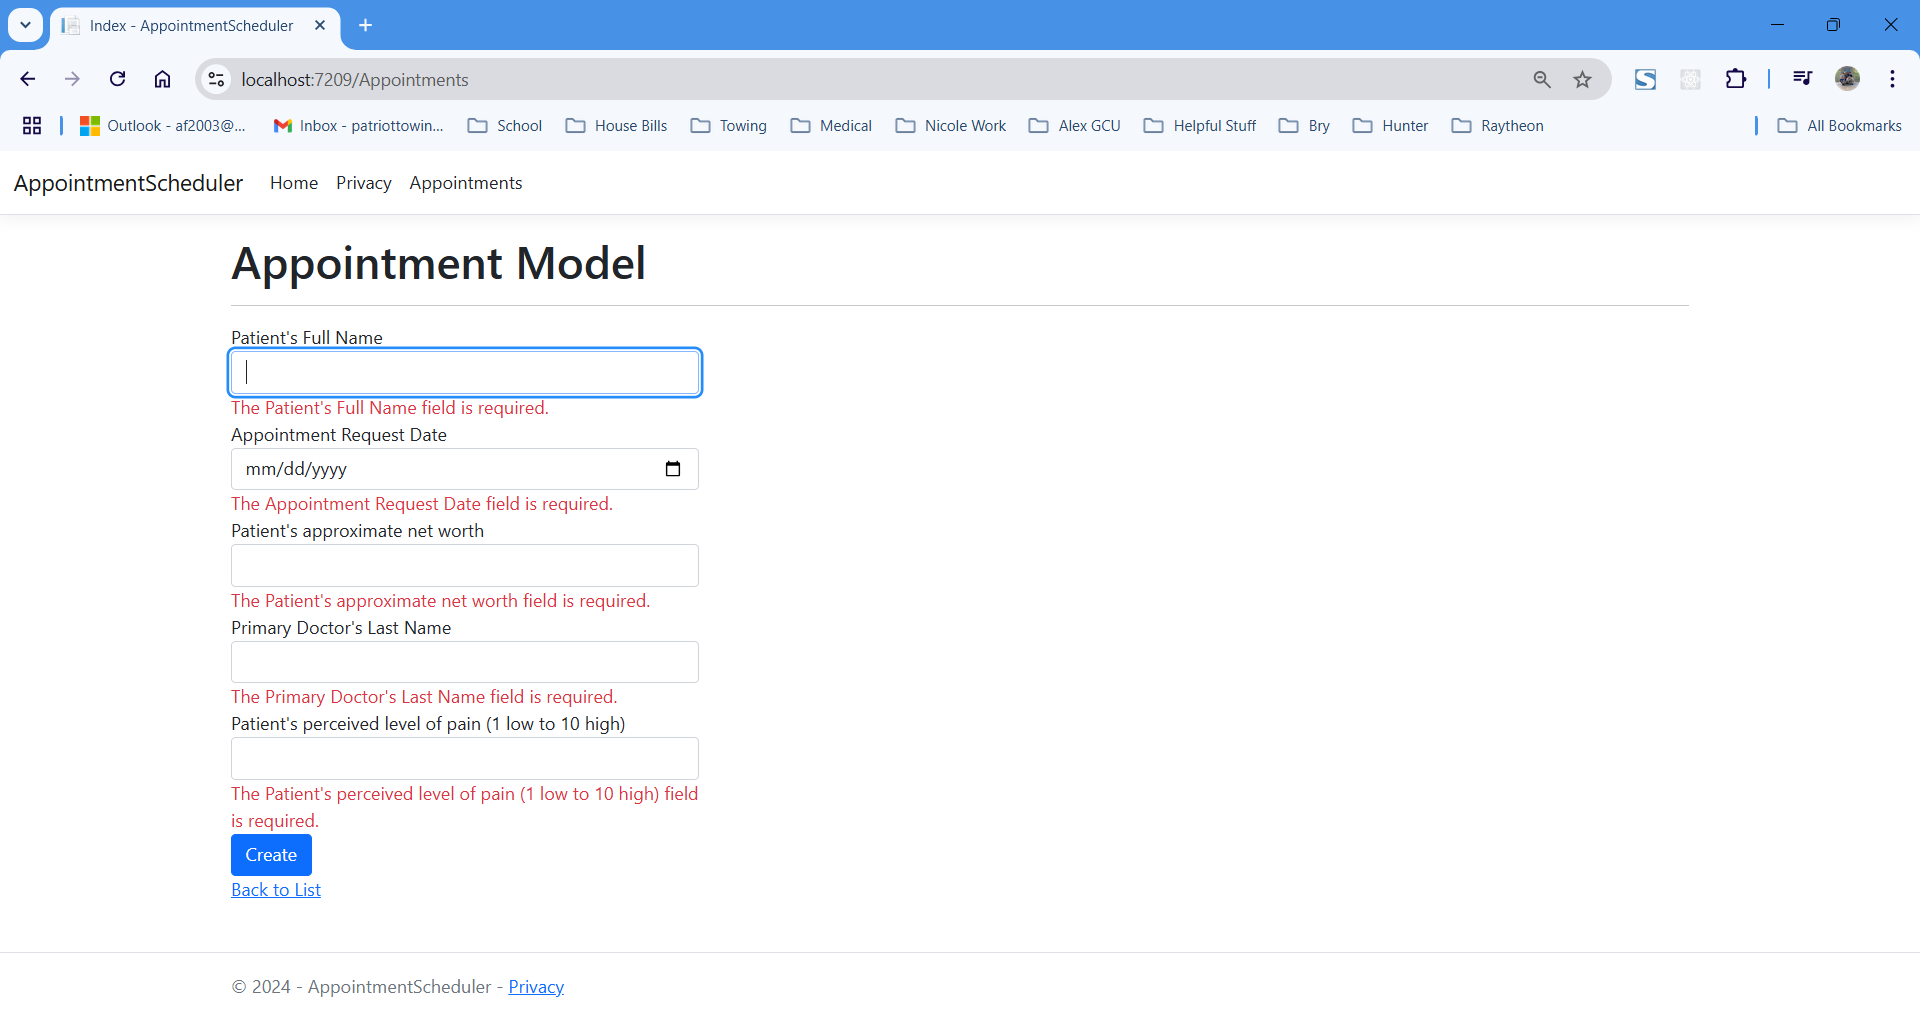 Index - AppointmentScheduler
localhost:7209/Appointments
Outlook - af2003@... Inbox - patriottowin... School House Bills Towing Medical Nicole Work Alex GCU Helpful Stuff Bry Hunter Raytheon All Bookmarks
AppointmentScheduler Home Privacy Appointments
Appointment Model
Patient's Full Name
The Patient's Full Name field is required.
Appointment Request Date
mm/dd/yyyy
The Appointment Request Date field is required.
Patient's approximate net worth
The Patient's approximate net worth field is required.
Primary Doctor's Last Name
The Primary Doctor's Last Name field is required.
Patient's perceived level of pain (1 low to 10 high)
The Patient's perceived level of pain (1 low to 10 high) field
is required.
Create
Back to List
© 2024 - AppointmentScheduler - Privacy